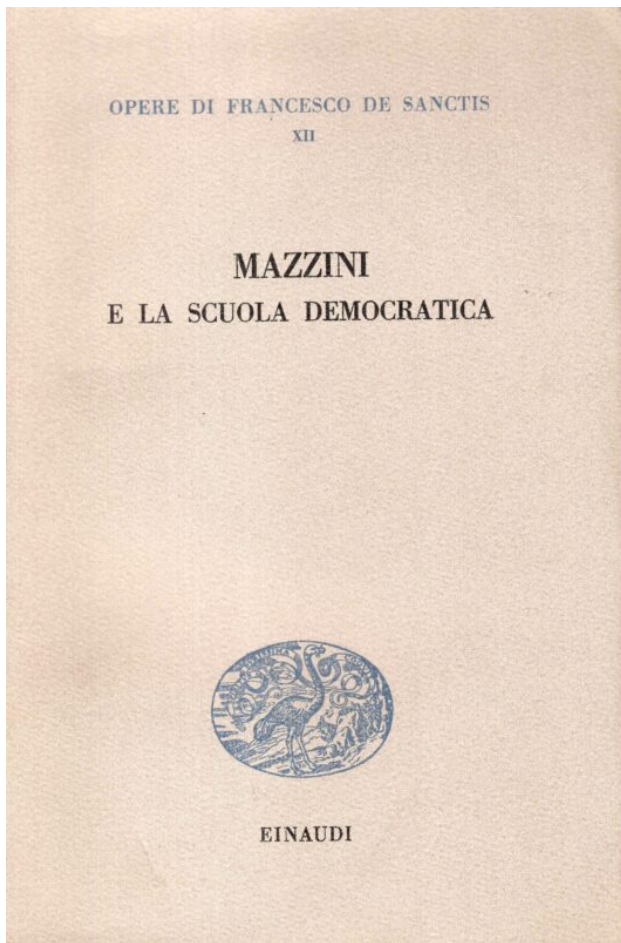 OPERE DI FRANCESCO DE SANCTIS
XII
MAZZINI
E LA SCUOLA DEMOCRATICA
EINAUDI